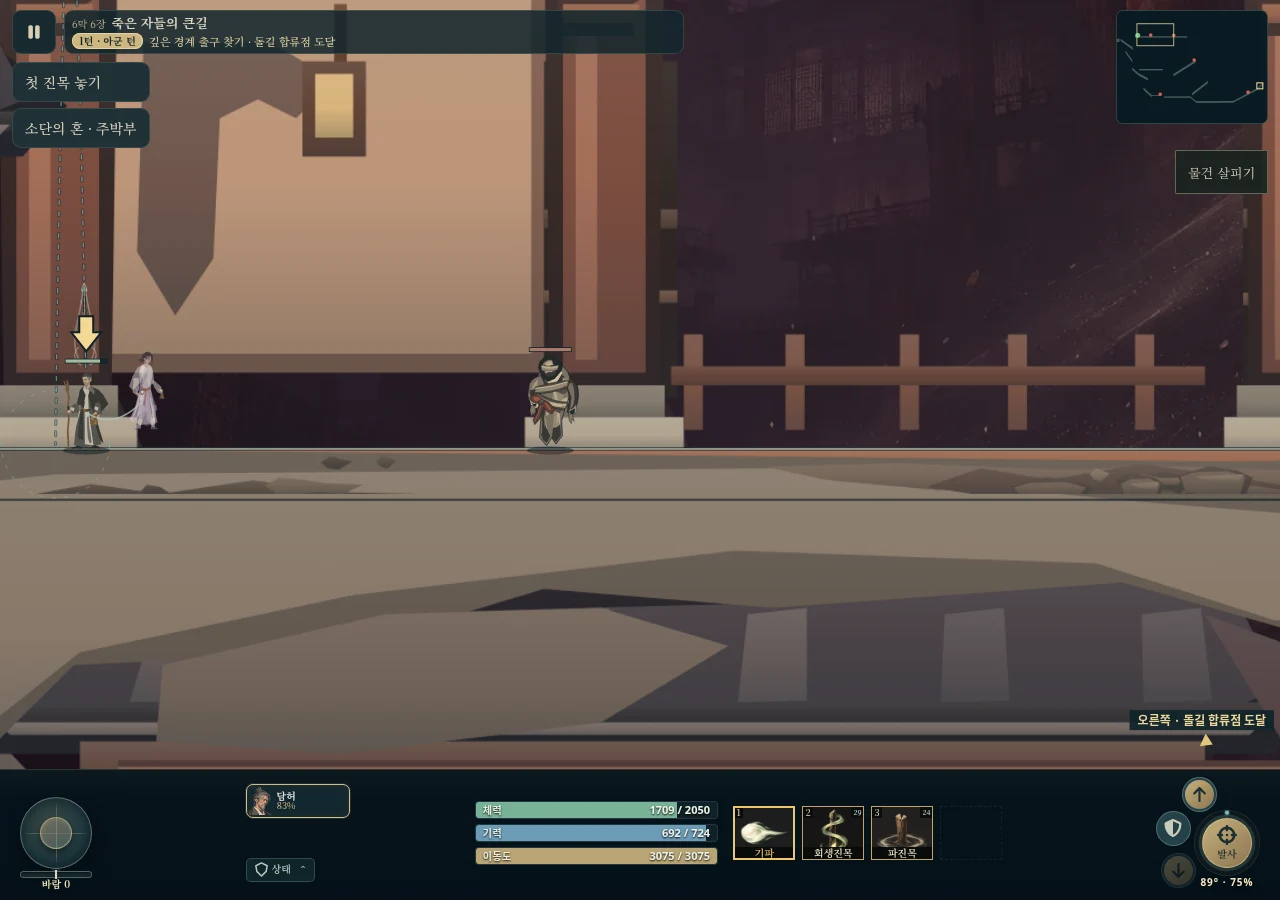 6막 6장 죽은 자들의 큰길
1턴 · 아군 턴 깊은 경계 출구 찾기 · 돌길 합류점 도달
첫 진목 놓기
소단의 혼 · 주박부
물건 살피기
오른쪽 · 돌길 합류점 도달
바람 0
담허
83%
상태
체력 1709 / 2050
기력 692 / 724
이동도 3075 / 3075
1 기파
2 29 회생진목
3 24 파진목
발사
89° · 75%